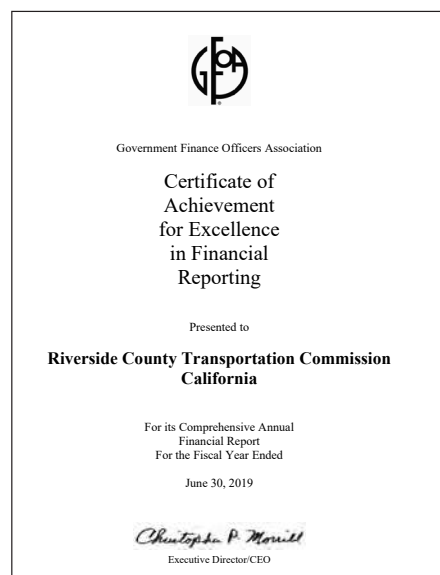 GFOA
Government Finance Officers Association
Certificate of
Achievement
for Excellence
in Financial
Reporting
Presented to
Riverside County Transportation Commission
California
For its Comprehensive Annual
Financial Report
For the Fiscal Year Ended
June 30, 2019
Christopher P. Morrill
Executive Director/CEO